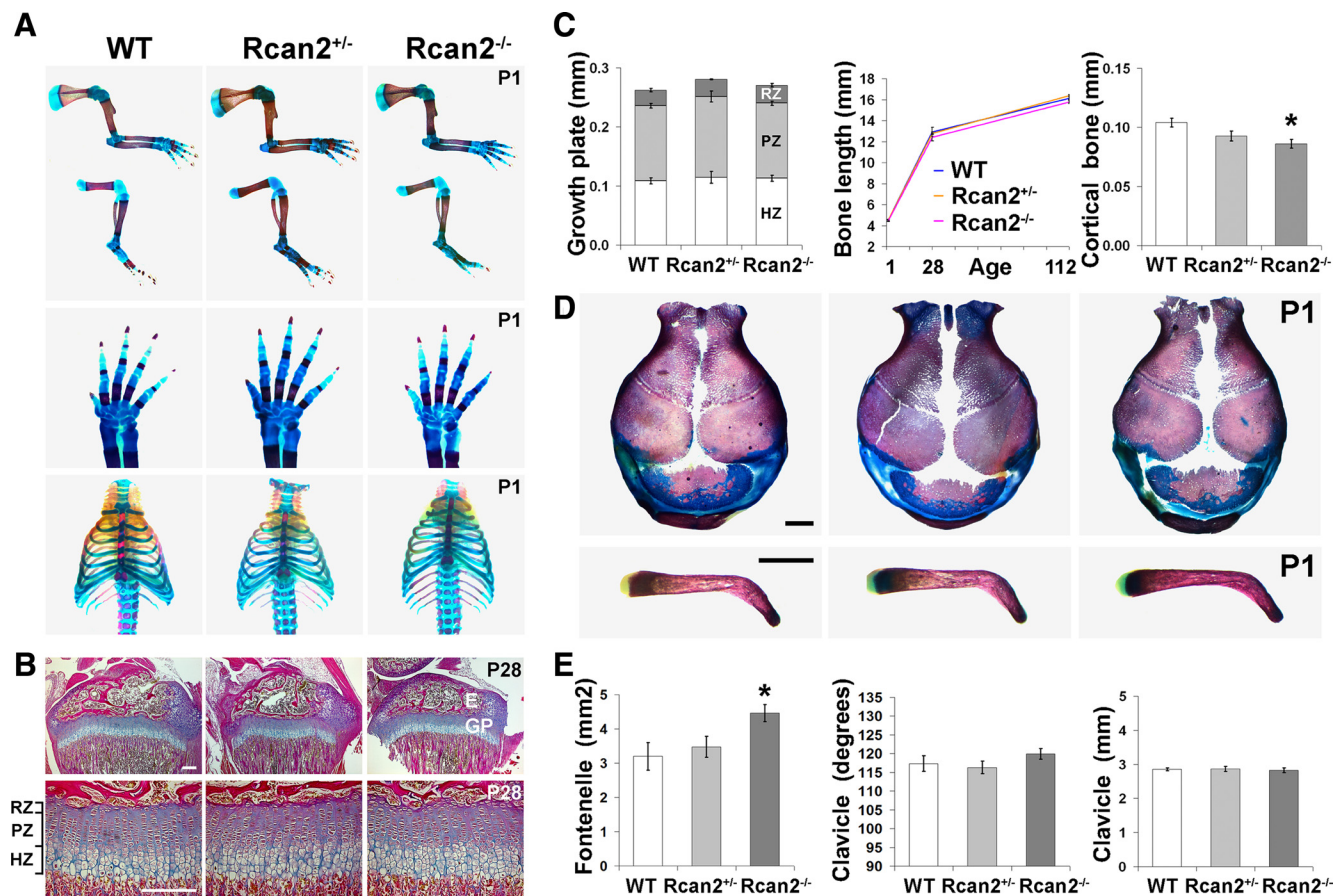 A
WT Rcan2+/- Rcan2-/-
P1
P1
P1
B
P28
E
GP
P28
RZ
PZ
HZ
C
Growth plate (mm)
0.3
0.2
0.1
0.0
RZ
PZ
HZ
WT Rcan2+/- Rcan2-/-
Bone length (mm)
18
16
14
12
10
8
6
4
2
WT
Rcan2+/-
Rcan2-/-
1 28 Age 112
Cortical bone (mm)
0.15
0.10
0.05
0.00
*
WT Rcan2+/- Rcan2-/-
D
P1
P1
E
Fontenelle (mm2)
5
4
3
2
1
0
*
WT Rcan2+/- Rcan2-/-
Clavicle (degrees)
135
130
125
120
115
110
105
100
95
90
WT Rcan2+/- Rcan2-/-
Clavicle (mm)
5
4
3
2
1
0
WT Rcan2+/- Rcan2-/-